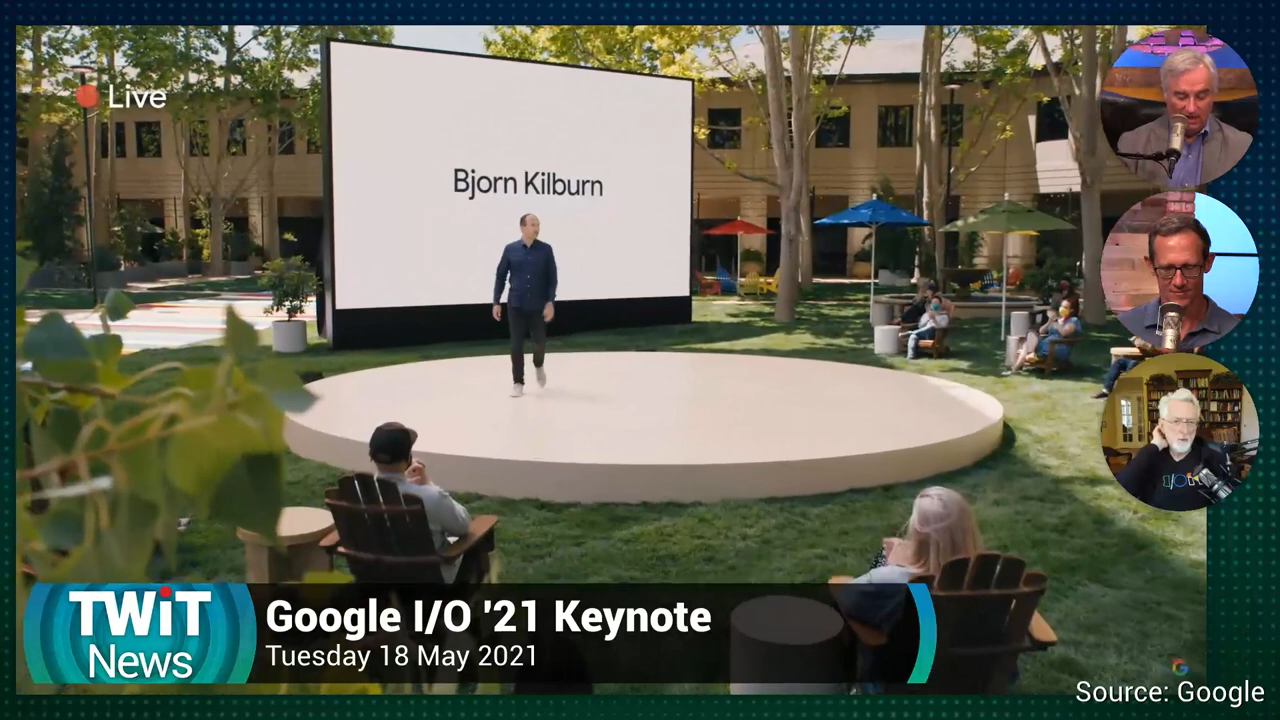 Live
Bjorn Kilburn
TWiT
News
Google I/O '21 Keynote
Tuesday 18 May 2021
Source: Google